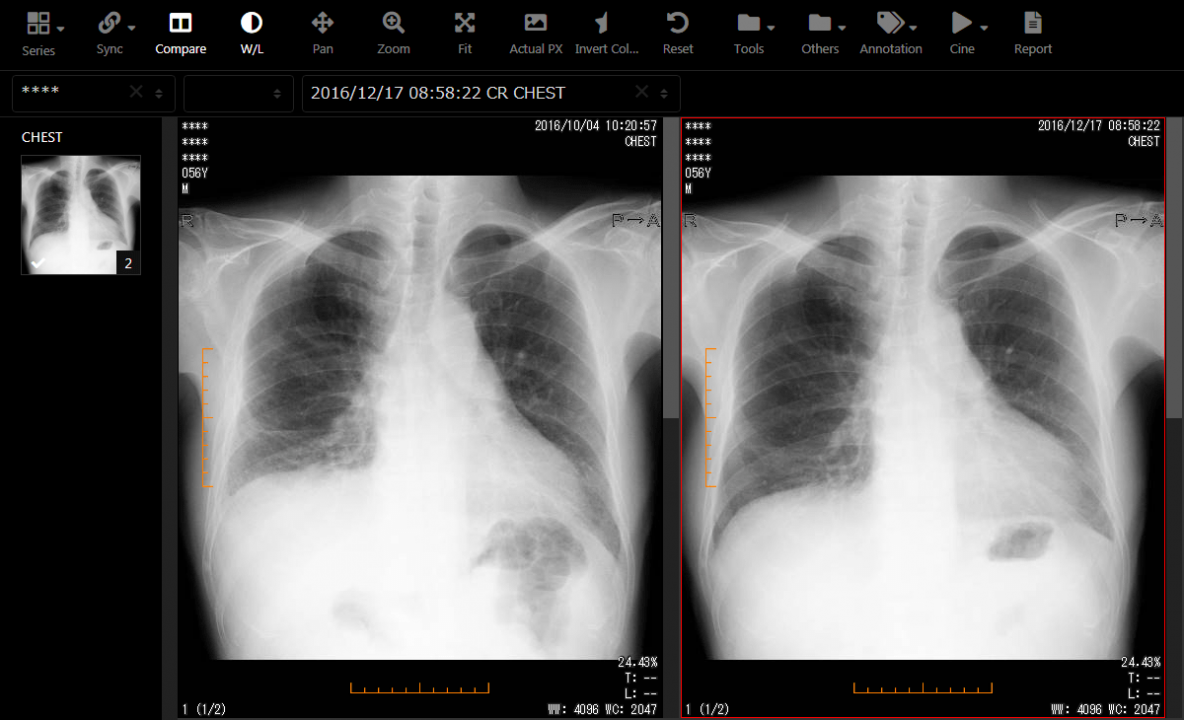 Series
Sync
Compare
W/L
Pan
Zoom
Fit
Actual PX
Invert Col...
Reset
Tools
Others
Annotation
Cine
Report
****
2016/12/17 08:58:22 CR CHEST
CHEST
2
****
****
****
056Y
M
2016/10/04 10:20:57
CHEST
R
P→A
24.43%
T: --
L: --
1 (1/2)
WW: 4096 WC: 2047
****
****
****
056Y
M
2016/12/17 08:58:22
CHEST
R
P→A
24.43%
T: --
L: --
1 (1/2)
WW: 4096 WC: 2047